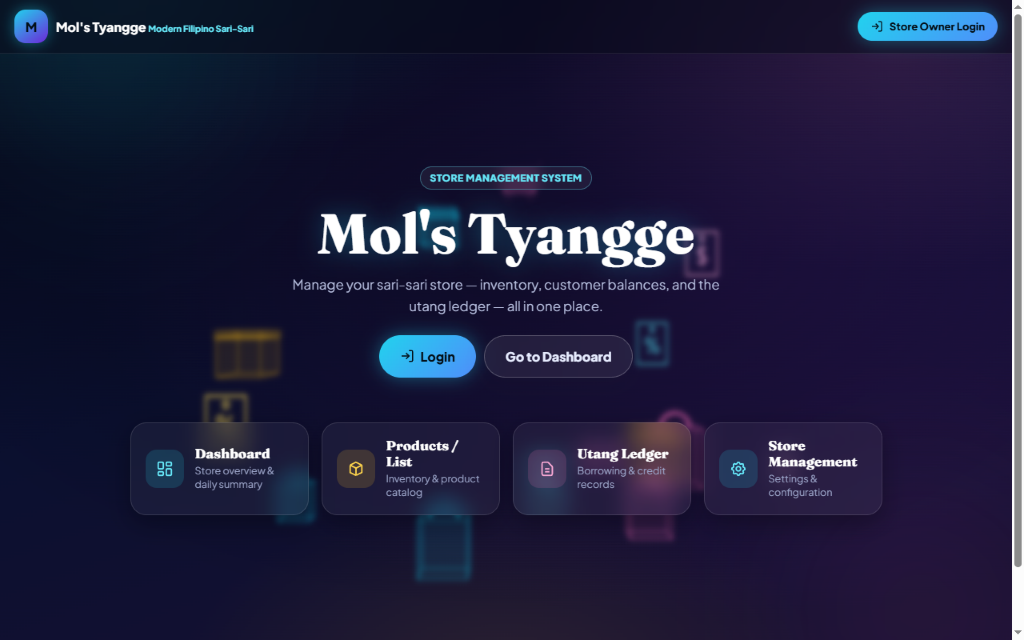 M
Mol's Tyangge Modern Filipino Sari-Sari
Store Owner Login
STORE MANAGEMENT SYSTEM
Mol's Tyangge
Manage your sari-sari store — inventory, customer balances, and the
utang ledger — all in one place.
Login
Go to Dashboard
Dashboard
Store overview &
daily summary
Products /
List
Inventory & product
catalog
Utang Ledger
Borrowing & credit
records
Store
Management
Settings &
configuration